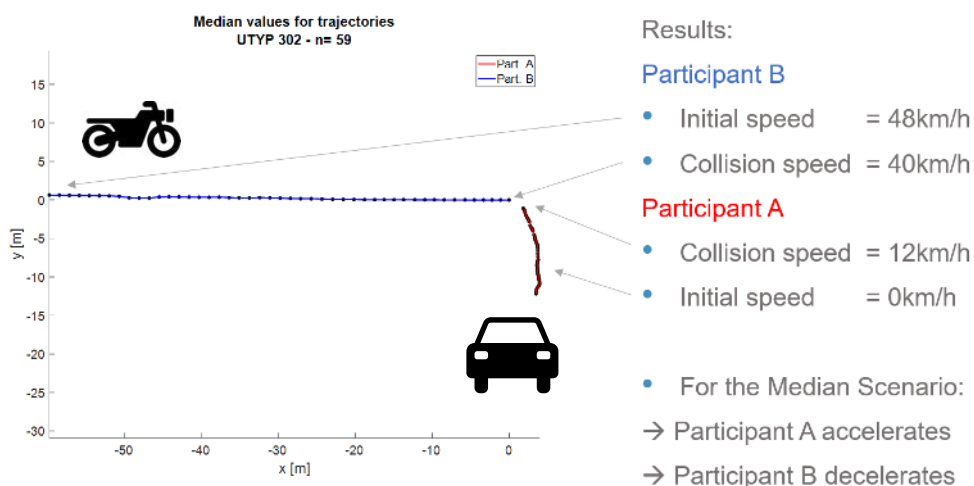 Median values for trajectories
UTYP 302 - n= 59
Part. A
Part. B
15
10
5
0
-5
-10
-15
-20
-25
-30
y [m]
-50
-40
-30
-20
-10
0
x [m]
Results:
Participant B
• Initial speed = 48km/h
• Collision speed = 40km/h
Participant A
• Collision speed = 12km/h
• Initial speed = 0km/h
• For the Median Scenario:
→ Participant A accelerates
→ Participant B decelerates